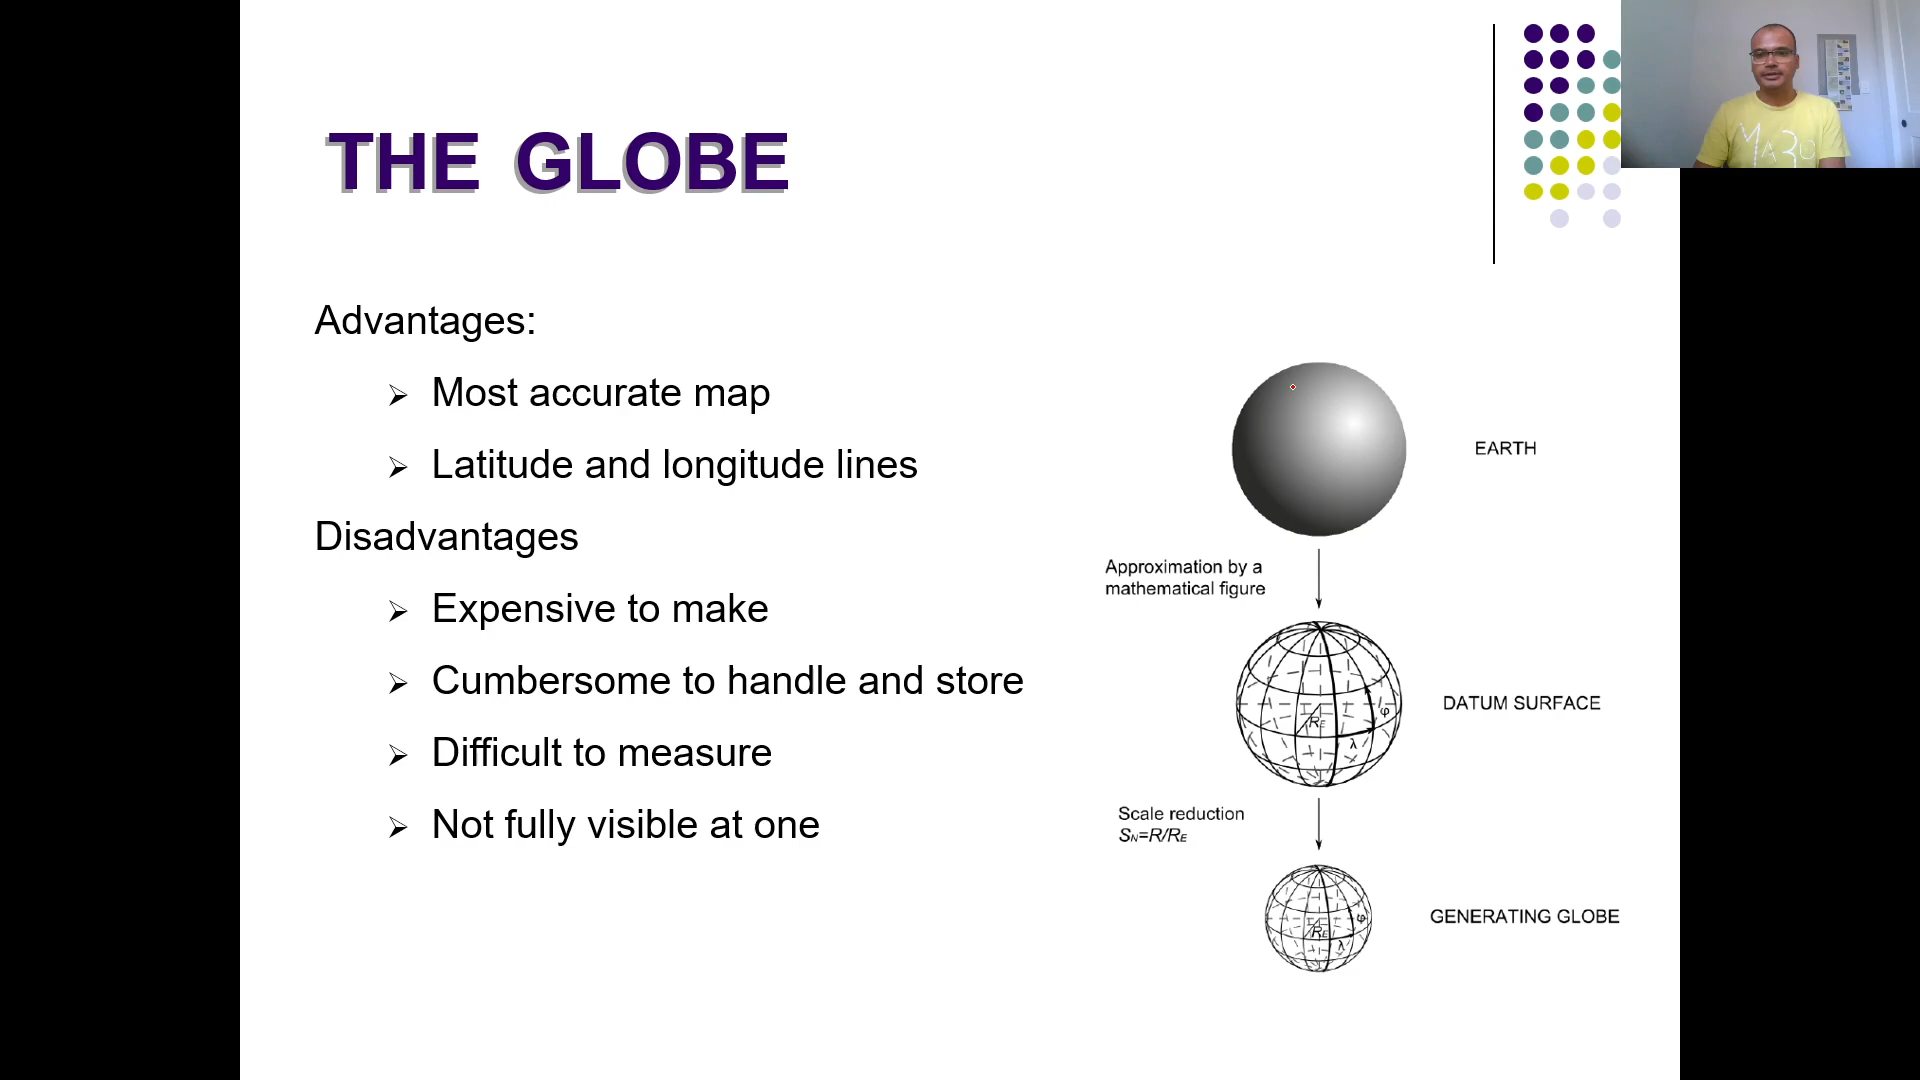 THE GLOBE
Advantages:
Most accurate map
Latitude and longitude lines
Disadvantages
Expensive to make
Cumbersome to handle and store
Difficult to measure
Not fully visible at one
EARTH
Approximation by a
mathematical figure
RE
φ
λ
DATUM SURFACE
Scale reduction
SN=R/RE
RE
φ
λ
GENERATING GLOBE